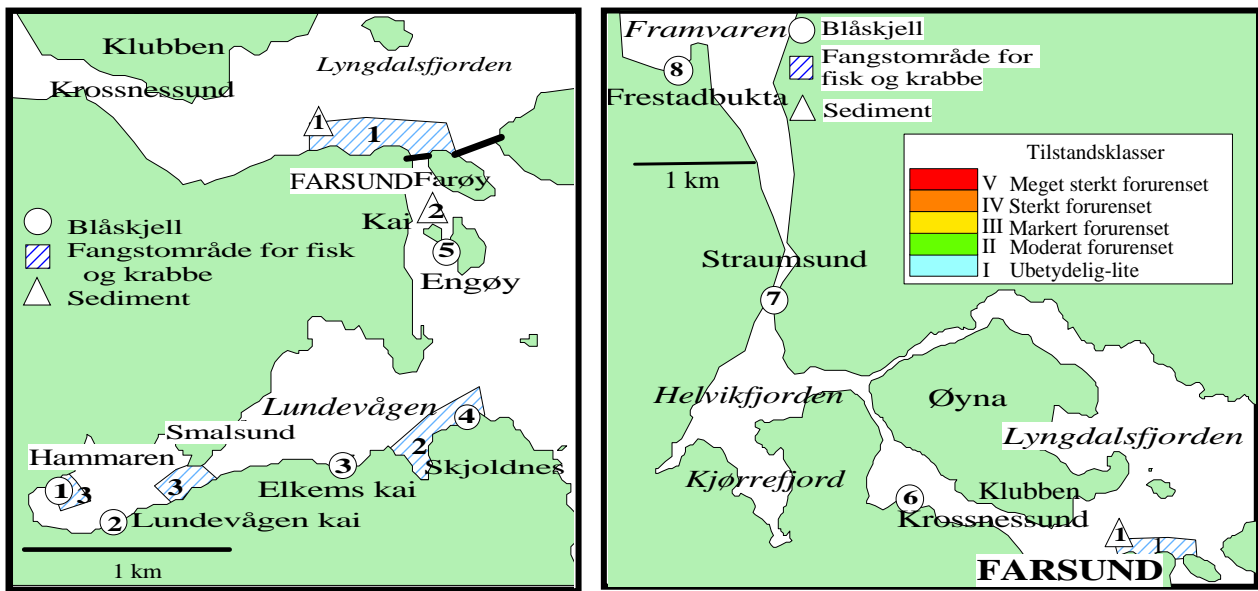 Klubben
Lyngdalsfjorden
Krossnessund
1
1
FARSUND Farøy
2
Kai
Blåskjell
Fangstområde for fisk
og krabbe
Sediment
5
Engøy
Lundevågen
4
Smalsund
2
Hammaren
3
Skjoldnes
1
3
3
Elkems kai
2
Lundevågen kai
1 km
Framvaren
Blåskjell
8
Fangstområde for
fisk og krabbe
Frestadbukta
Sediment
Tilstandsklasser
1 km
V Meget sterkt forurenset
IV Sterkt forurenset
III Markert forurenset
II Moderat forurenset
I Ubetydelig-lite
Straumsund
7
Helvikfjorden
Øyna
Lyngdalsfjorden
Kjørrefjord
Klubben
6
Krossnessund
1
1
FARSUND